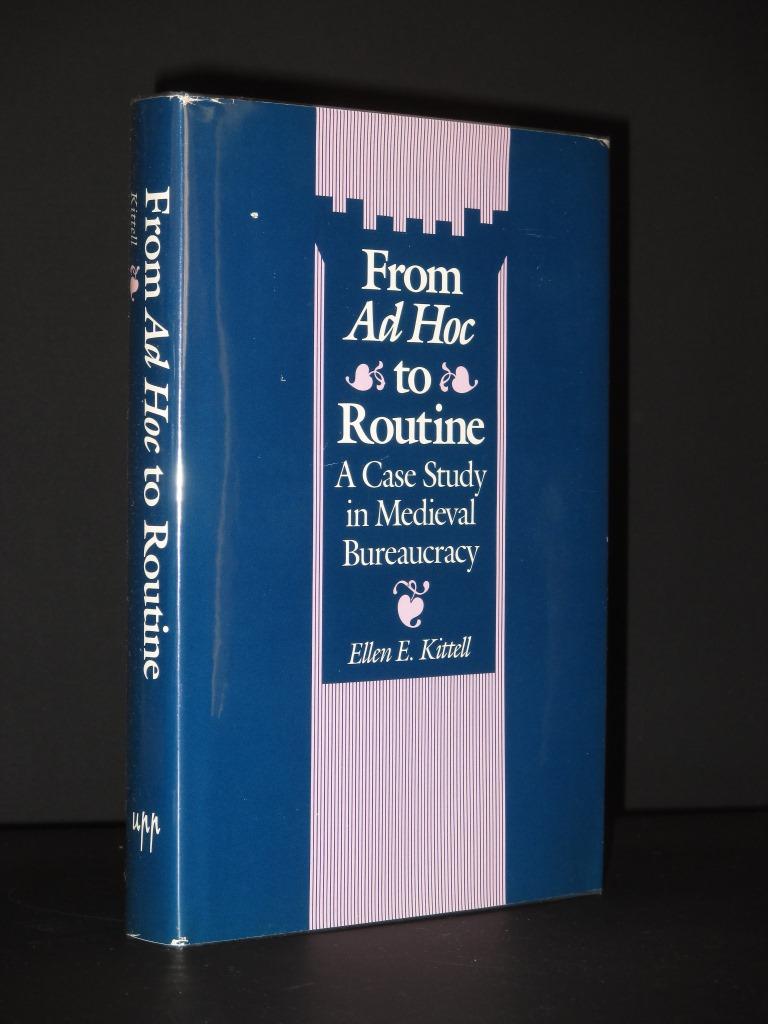 From
Ad Hoc
to
Routine
A Case Study
in Medieval
Bureaucracy
Ellen E. Kittell
From Ad Hoc to Routine
Kittell
upp